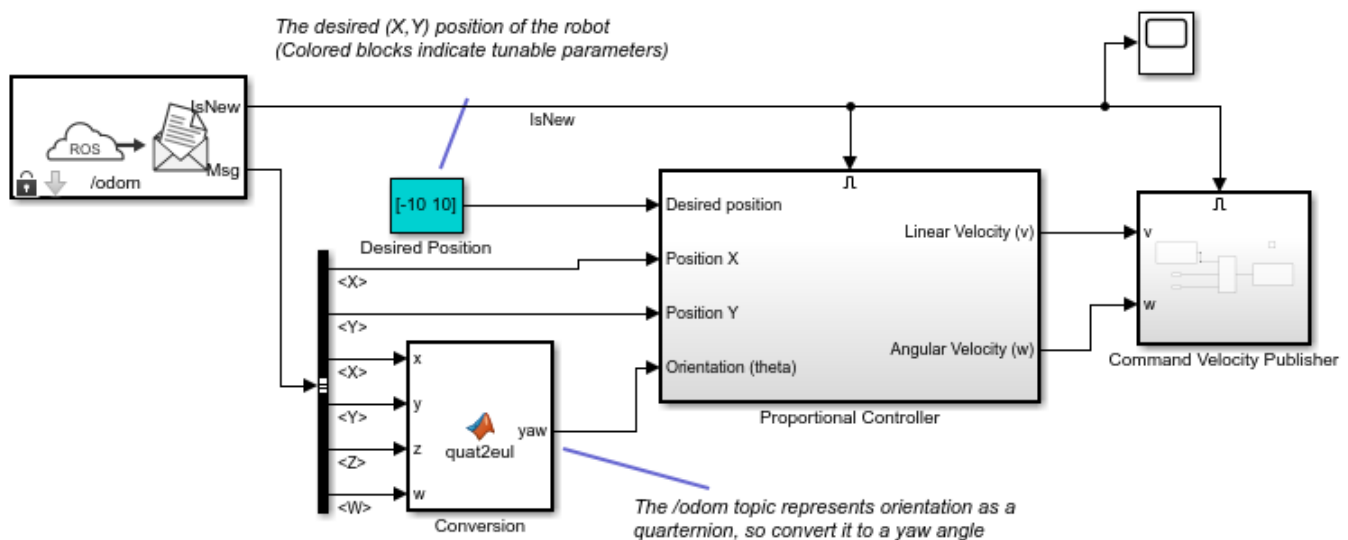 The desired (X,Y) position of the robot
(Colored blocks indicate tunable parameters)
IsNew
IsNew
ROS
Msg
/odom
[-10 10]
Desired position
Linear Velocity (v)
v
Desired Position
Position X
<X>
Position Y
w
<Y>
x
Angular Velocity (w)
<X>
Orientation (theta)
Command Velocity Publisher
y
<Y>
Proportional Controller
yaw
z
quat2eul
<Z>
w
<W>
Conversion
The /odom topic represents orientation as a
quarternion, so convert it to a yaw angle